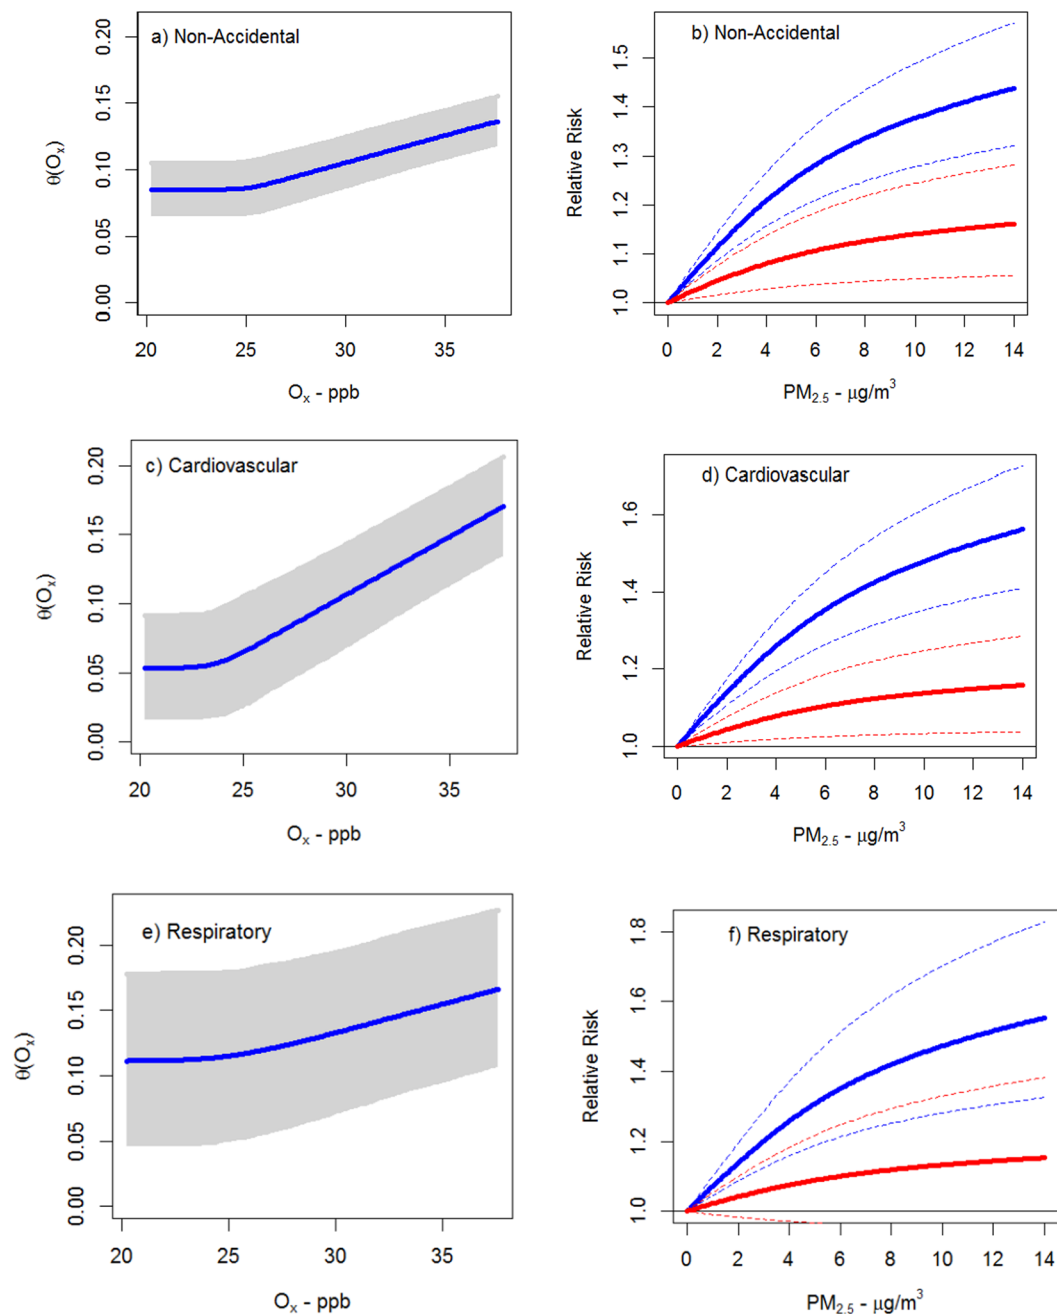 a) Non-Accidental
θ(Oₓ)
0.20
0.15
0.10
0.05
0.00
20 25 30 35
Oₓ - ppb
b) Non-Accidental
Relative Risk
1.5
1.4
1.3
1.2
1.1
1.0
0 2 4 6 8 10 12 14
PM₂.₅ - μg/m³
c) Cardiovascular
θ(Oₓ)
0.20
0.15
0.10
0.05
0.00
20 25 30 35
Oₓ - ppb
d) Cardiovascular
Relative Risk
1.6
1.4
1.2
1.0
0 2 4 6 8 10 12 14
PM₂.₅ - μg/m³
e) Respiratory
θ(Oₓ)
0.20
0.15
0.10
0.05
0.00
20 25 30 35
Oₓ - ppb
f) Respiratory
Relative Risk
1.8
1.6
1.4
1.2
1.0
0 2 4 6 8 10 12 14
PM₂.₅ - μg/m³